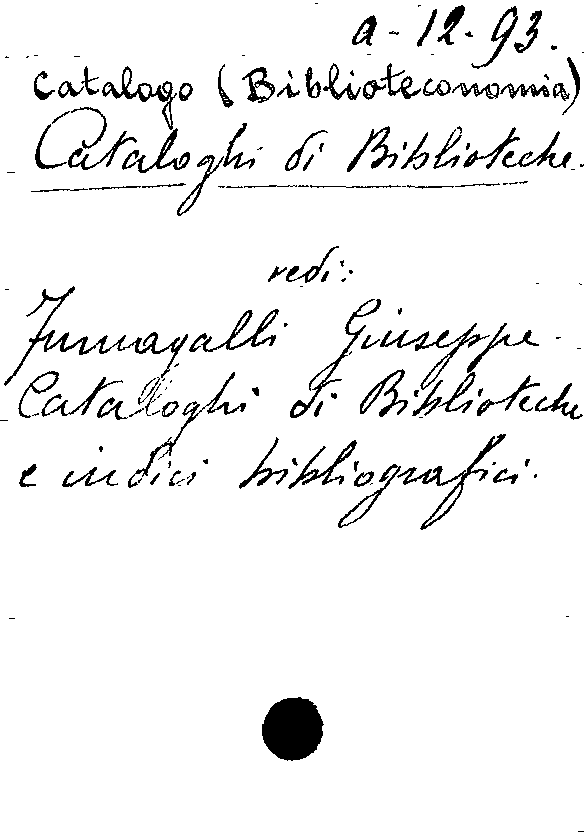 a-12-93.
Catalogo (Biblioteconomia)
Cataloghi di Biblioteche.
vedi:
Fumagalli Giuseppe.
Cataloghi di Biblioteche
e indici bibliografici.